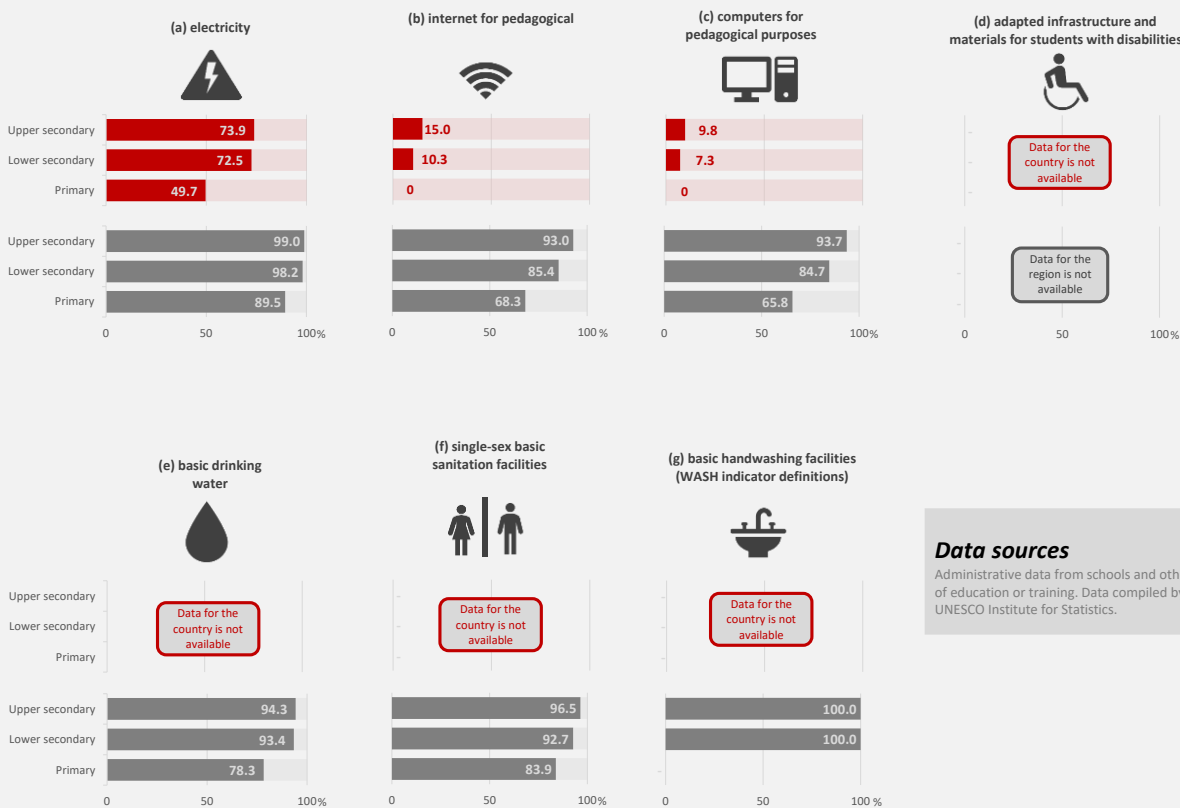 (a) electricity
(b) internet for pedagogical
(c) computers for
pedagogical purposes
(d) adapted infrastructure and
materials for students with disabilities
Upper secondary
73.9
15.0
9.8
Lower secondary
72.5
10.3
7.3
Primary
49.7
0
0
Data for the
country is not
available
Upper secondary
99.0
93.0
93.7
Lower secondary
98.2
85.4
84.7
Primary
89.5
68.3
65.8
Data for the
region is not
available
0 50 100%
0 50 100%
0 50 100%
0 50 100%
(e) basic drinking
water
(f) single-sex basic
sanitation facilities
(g) basic handwashing facilities
(WASH indicator definitions)
Upper secondary
Lower secondary
Primary
Data for the
country is not
available
Data for the
country is not
available
Data for the
country is not
available
Upper secondary
94.3
96.5
100.0
Lower secondary
93.4
92.7
100.0
Primary
78.3
83.9
0 50 100%
0 50 100%
0 50 100%
Data sources
Administrative data from schools and oth
of education or training. Data compiled by
UNESCO Institute for Statistics.